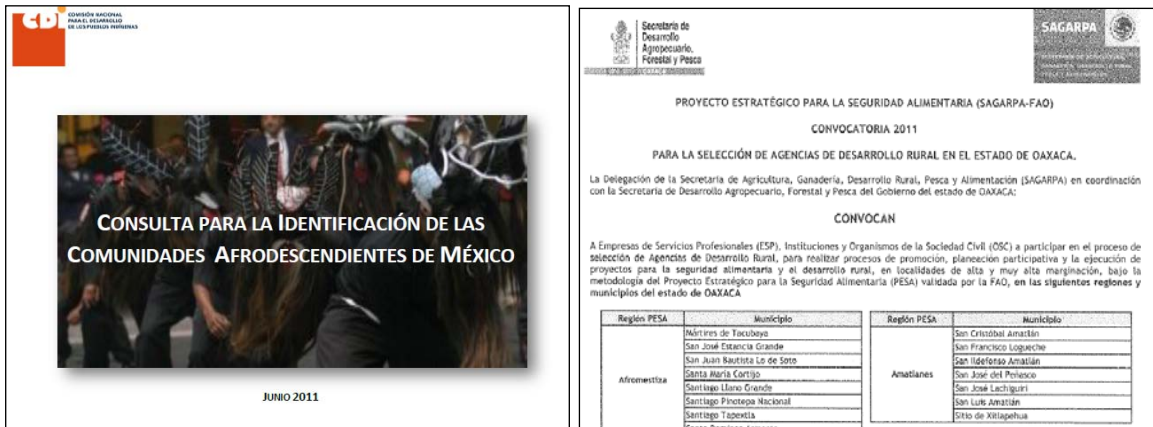 CDI
COMISIÓN NACIONAL
PARA EL DESARROLLO
DE LOS PUEBLOS INDÍGENAS
CONSULTA PARA LA IDENTIFICACIÓN DE LAS
COMUNIDADES AFRODESCENDIENTES DE MÉXICO
JUNIO 2011
Secretaría de
Desarrollo
Agropecuario,
Forestal y Pesca
SAGARPA
PROYECTO ESTRATÉGICO PARA LA SEGURIDAD ALIMENTARIA (SAGARPA-FAO)
CONVOCATORIA 2011
PARA LA SELECCIÓN DE AGENCIAS DE DESARROLLO RURAL EN EL ESTADO DE OAXACA.
La Delegación de la Secretaría de Agricultura, Ganadería, Desarrollo Rural, Pesca y Alimentación (SAGARPA) en coordinación
con la Secretaría de Desarrollo Agropecuario, Forestal y Pesca del Gobierno del estado de OAXACA:
CONVOCAN
A Empresas de Servicios Profesionales (ESP), Instituciones y Organismos de la Sociedad Civil (OSC) a participar en el proceso de
selección de Agencias de Desarrollo Rural, para realizar procesos de promoción, planeación participativa y la ejecución de
proyectos para la seguridad alimentaria y el desarrollo rural, en localidades de alta y muy alta marginación, bajo la
metodología del Proyecto Estratégico para la Seguridad Alimentaria (PESA) validada por la FAO, en las siguientes regiones y
municipios del estado de OAXACA
Región PESA Municipio
Afromestiza
Mártires de Tacubaya
San José Estancia Grande
San Juan Bautista Lo de Soto
Santa María Cortijo
Santiago Llano Grande
Santiago Pinotepa Nacional
Santiago Tapextla
Región PESA Municipio
Amatlanes
San Cristóbal Amatlán
San Francisco Logueche
San Ildefonso Amatlán
San José del Peñasco
San José Lachiguirí
San Luis Amatlán
Sitio de Xitlapehua